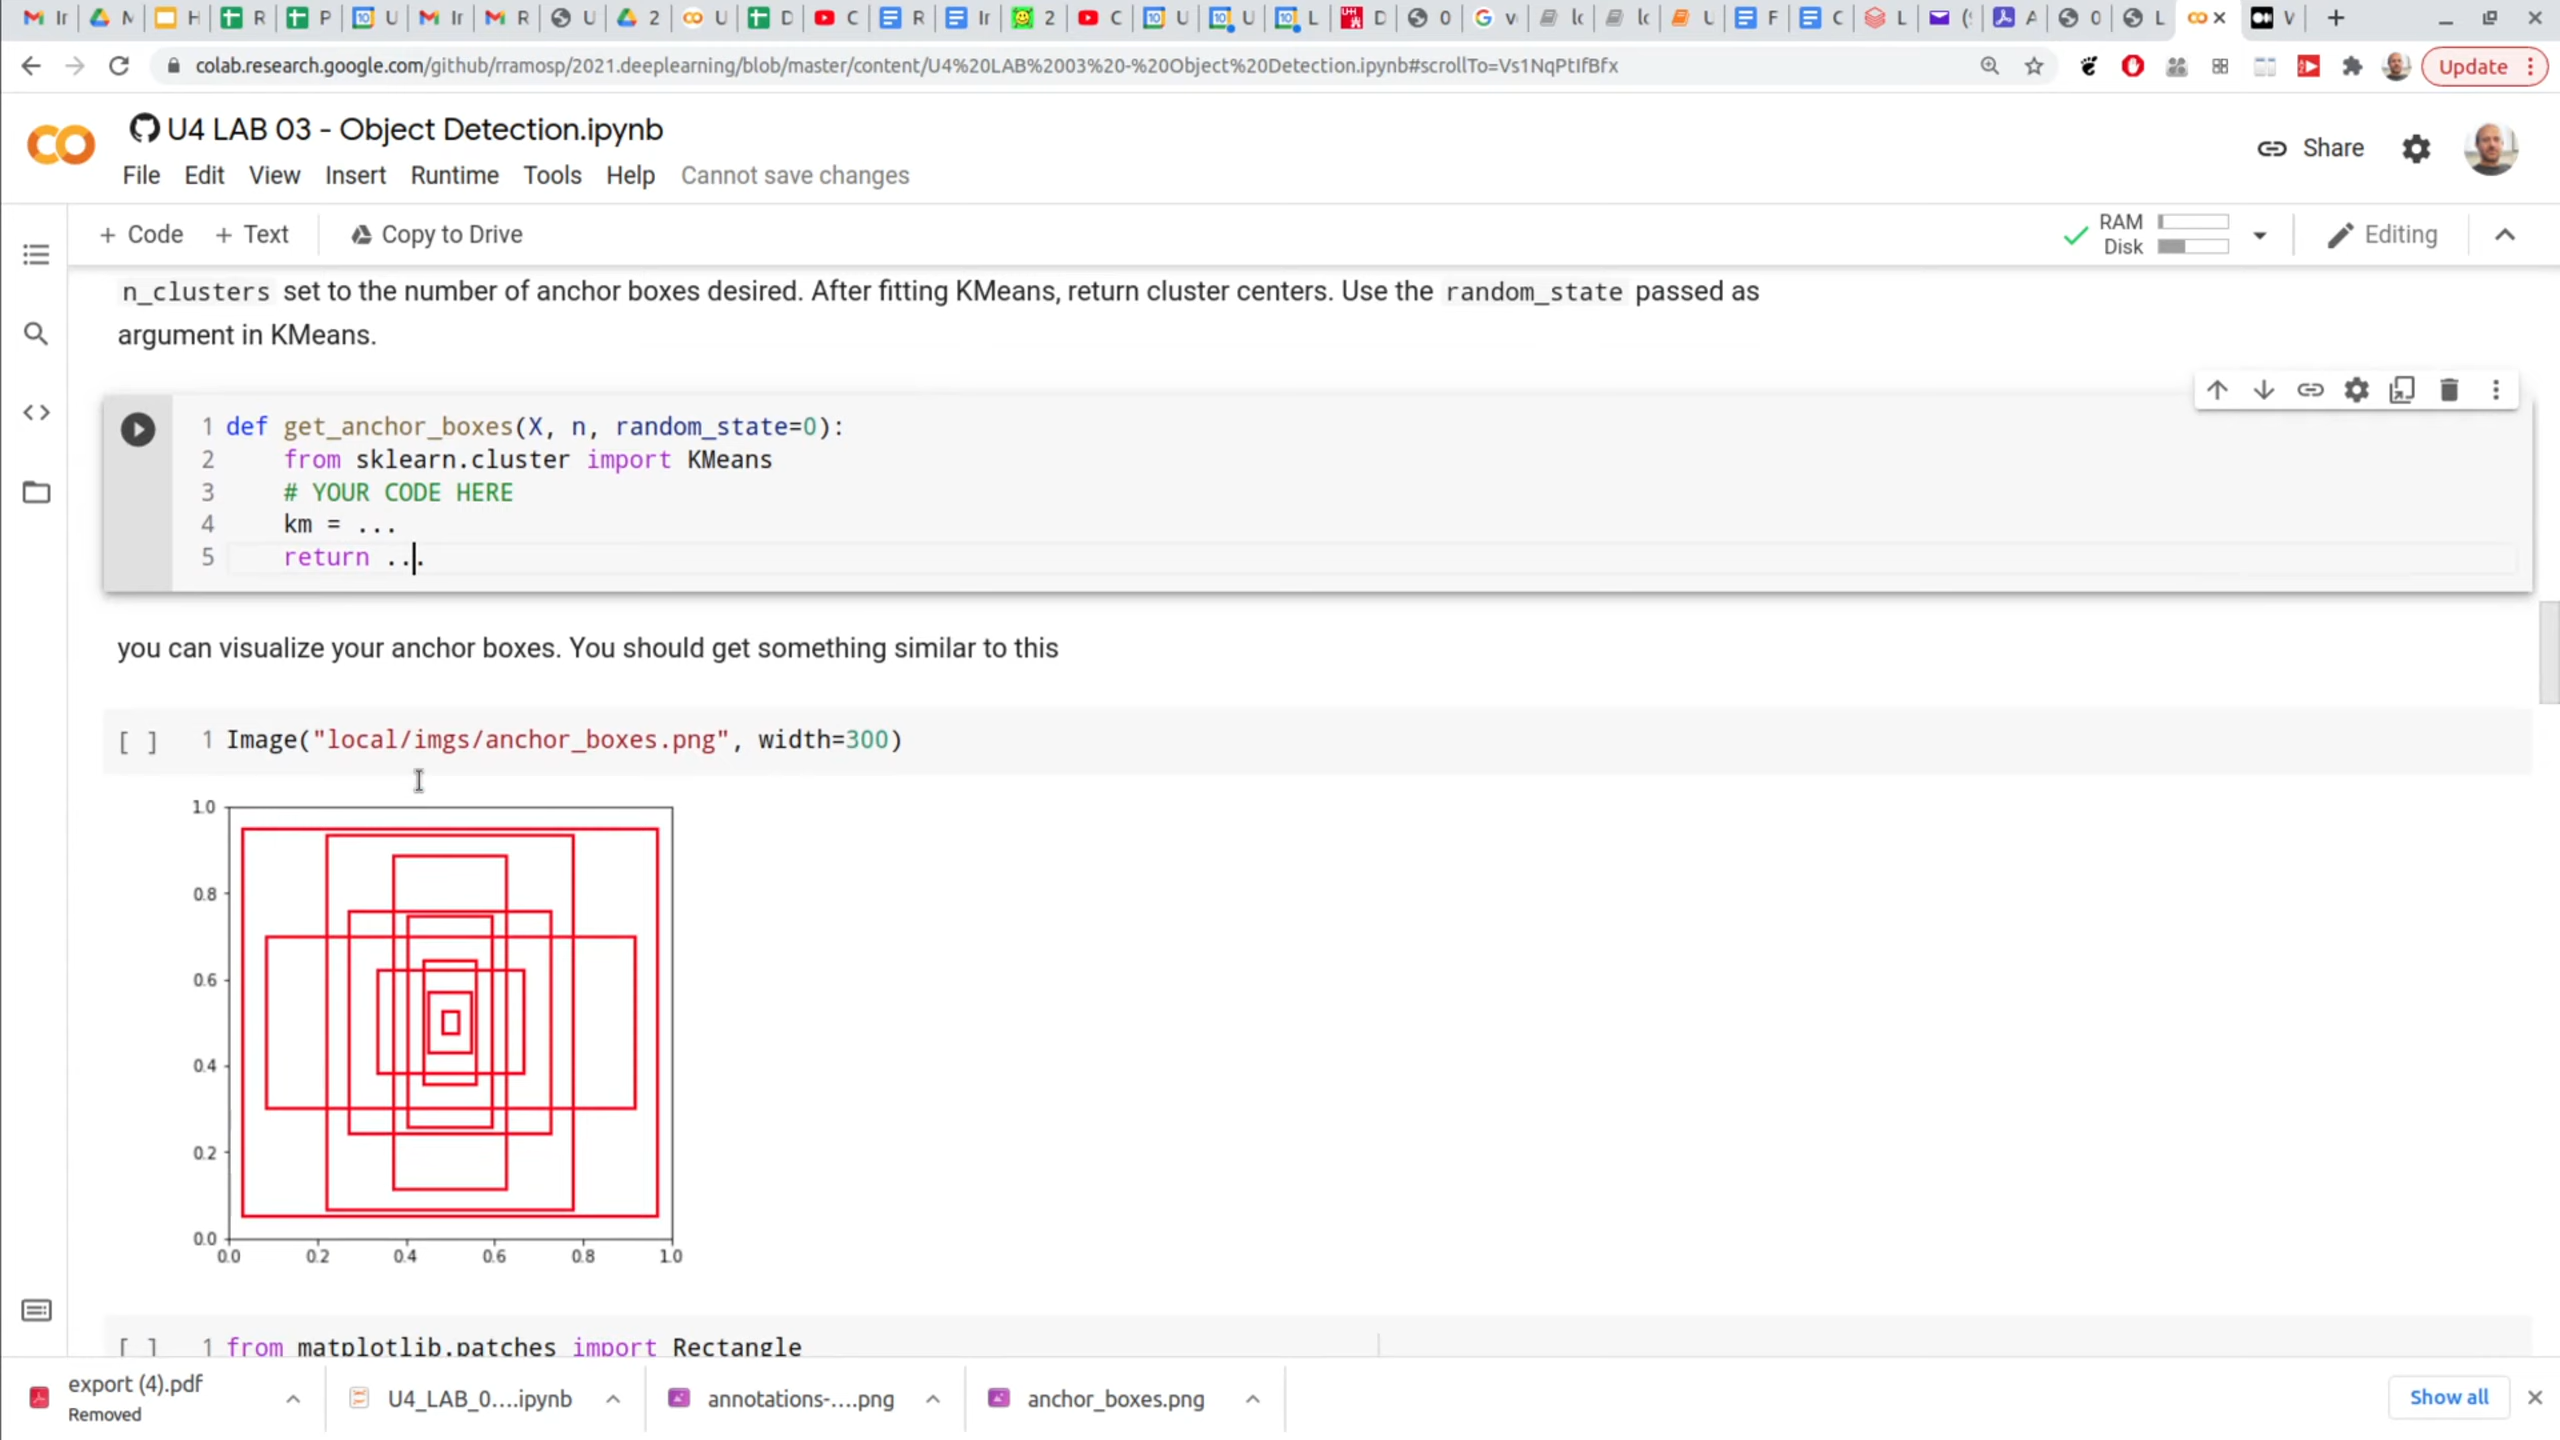 colab.research.google.com/github/rramosp/2021.deeplearning/blob/master/content/U4%20LAB%2003%20-%20Object%20Detection.ipynb#scrollTo=Vs1NqPtIfBfx
Update
U4 LAB 03 - Object Detection.ipynb
File Edit View Insert Runtime Tools Help Cannot save changes
Share
+ Code + Text Copy to Drive
RAM
Disk
Editing
n_clusters set to the number of anchor boxes desired. After fitting KMeans, return cluster centers. Use the random_state passed as
argument in KMeans.
1 def get_anchor_boxes(X, n, random_state=0):
2 from sklearn.cluster import KMeans
3 # YOUR CODE HERE
4 km = ...
5 return ...
you can visualize your anchor boxes. You should get something similar to this
[ ] 1 Image("local/imgs/anchor_boxes.png", width=300)
1.0
0.8
0.6
0.4
0.2
0.0
0.0 0.2 0.4 0.6 0.8 1.0
[ ] 1 from matplotlib.patches import Rectangle
export (4).pdf
Removed
U4_LAB_0....ipynb
annotations-....png
anchor_boxes.png
Show all